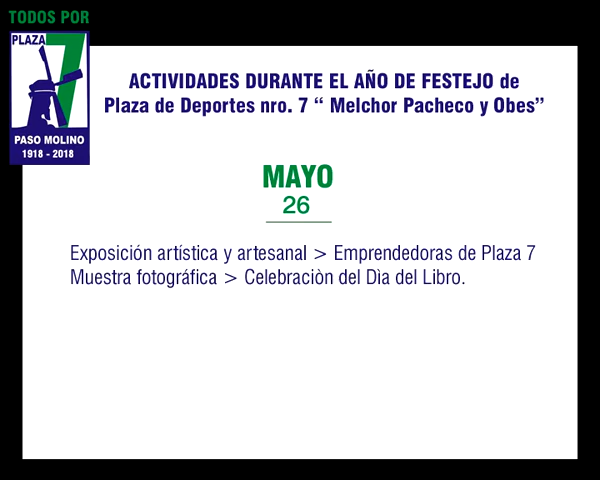 TODOS POR
PLAZA
7
PASO MOLINO
1918 - 2018
ACTIVIDADES DURANTE EL AÑO DE FESTEJO de
Plaza de Deportes nro. 7 “ Melchor Pacheco y Obes”
MAYO
26
Exposición artística y artesanal > Emprendedoras de Plaza 7
Muestra fotográfica > Celebraciòn del Dìa del Libro.